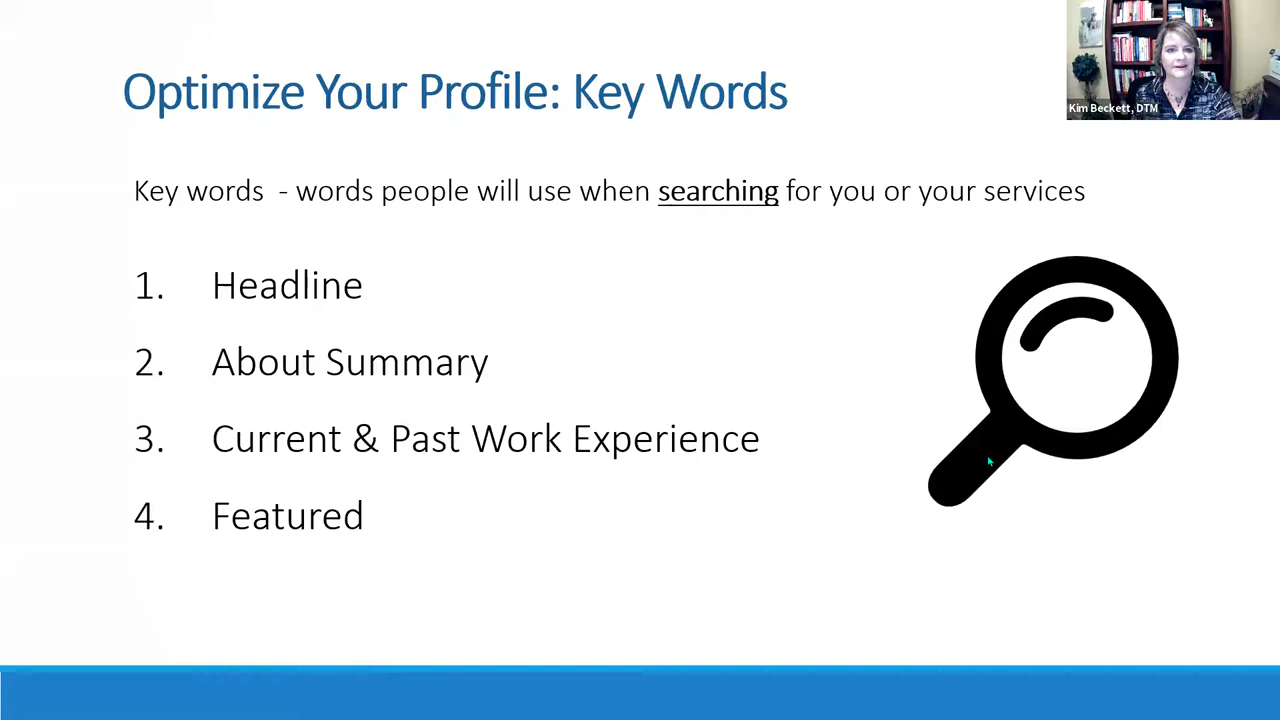 Optimize Your Profile: Key Words
Kim Beckett, DTM
Key words - words people will use when searching for you or your services
1. Headline
2. About Summary
3. Current & Past Work Experience
4. Featured